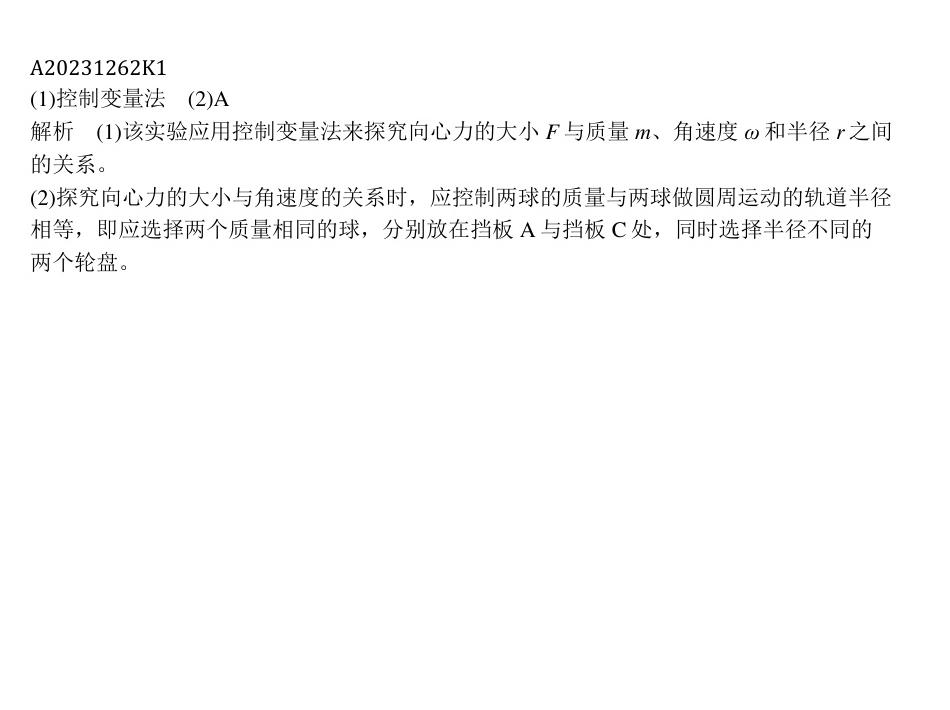 A20231262K1
(1)控制变量法　(2)A
解析　(1)该实验应用控制变量法来探究向心力的大小 F 与质量 m、角速度 ω 和半径 r 之间
的关系。
(2)探究向心力的大小与角速度的关系时，应控制两球的质量与两球做圆周运动的轨道半径
相等，即应选择两个质量相同的球，分别放在挡板 A 与挡板 C 处，同时选择半径不同的
两个轮盘。